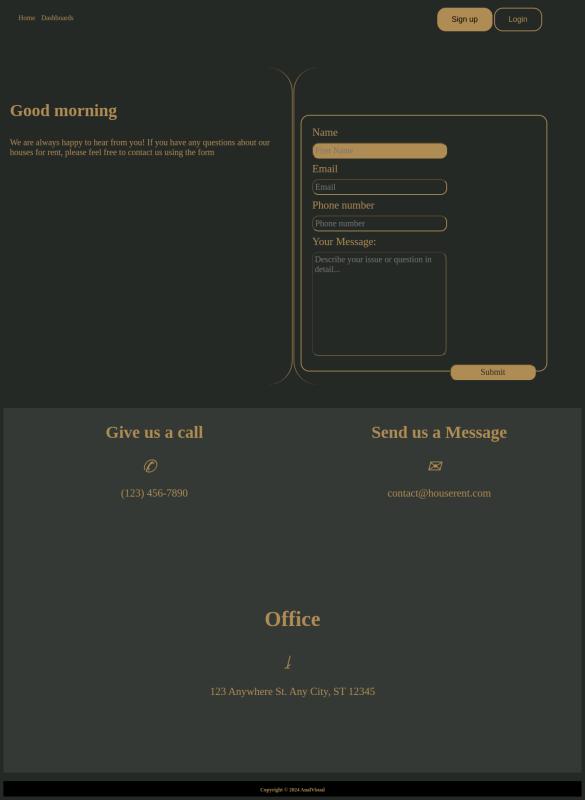 Home Dashboards
Sign up
Login
Good morning
We are always happy to hear from you! If you have any questions about our
houses for rent, please feel free to contact us using the form
Name
Your Name
Email
Email
Phone number
Phone number
Your Message:
Describe your issue or question in
detail...
Submit
Give us a call
✆
(123) 456-7890
Send us a Message
✉
contact@houserent.com
Office
123 Anywhere St. Any City, ST 12345
Copyright © 2024 AnalVisual